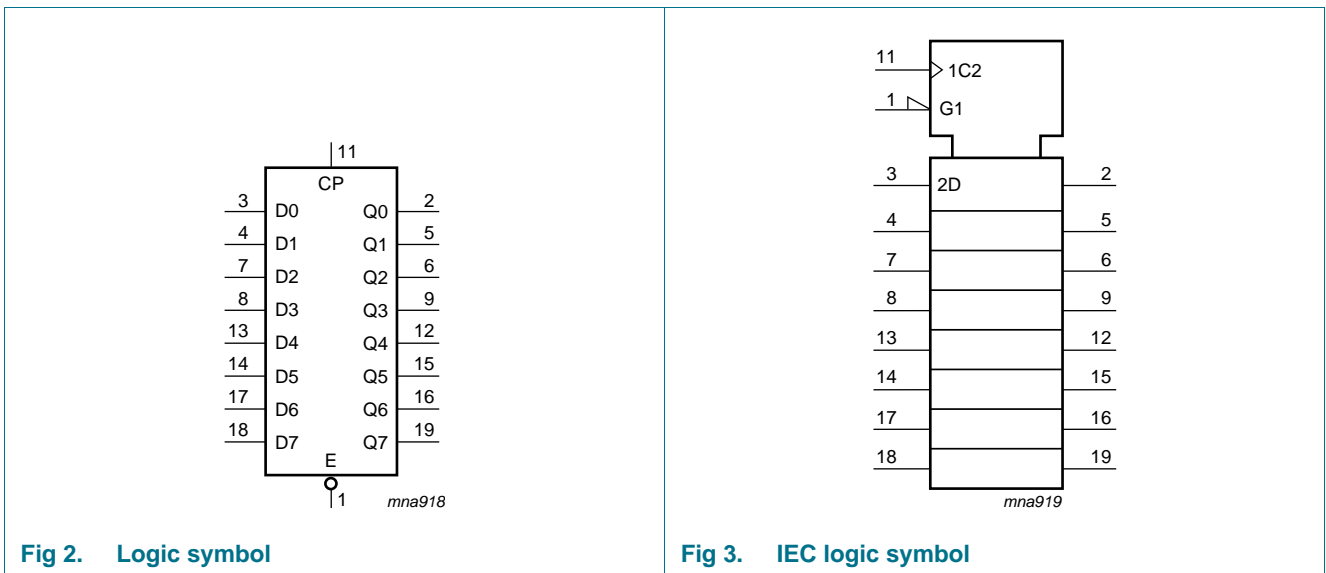 11
CP
3 D0 Q0 2
4 D1 Q1 5
7 D2 Q2 6
8 D3 Q3 9
13 D4 Q4 12
14 D5 Q5 15
17 D6 Q6 16
18 D7 Q7 19
E
1
mna918
Fig 2. Logic symbol
11 1C2
1 G1
3 2D 2
4 5
7 6
8 9
13 12
14 15
17 16
18 19
mna919
Fig 3. IEC logic symbol